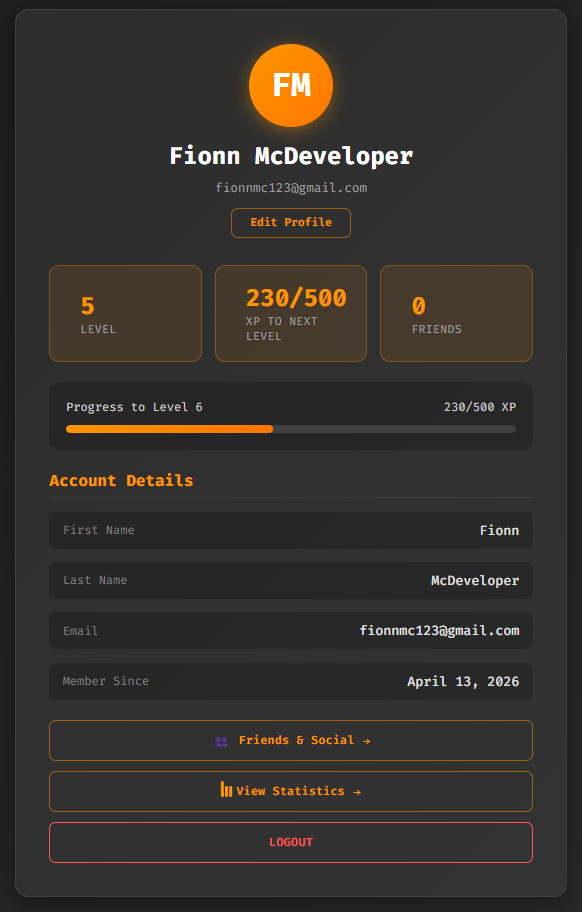 FM
Fionn McDeveloper
fionnmc123@gmail.com
Edit Profile
5
LEVEL
230/500
XP TO NEXT
LEVEL
0
FRIENDS
Progress to Level 6 230/500 XP
Account Details
First Name Fionn
Last Name McDeveloper
Email fionnmc123@gmail.com
Member Since April 13, 2026
👥 Friends & Social →
View Statistics →
LOGOUT